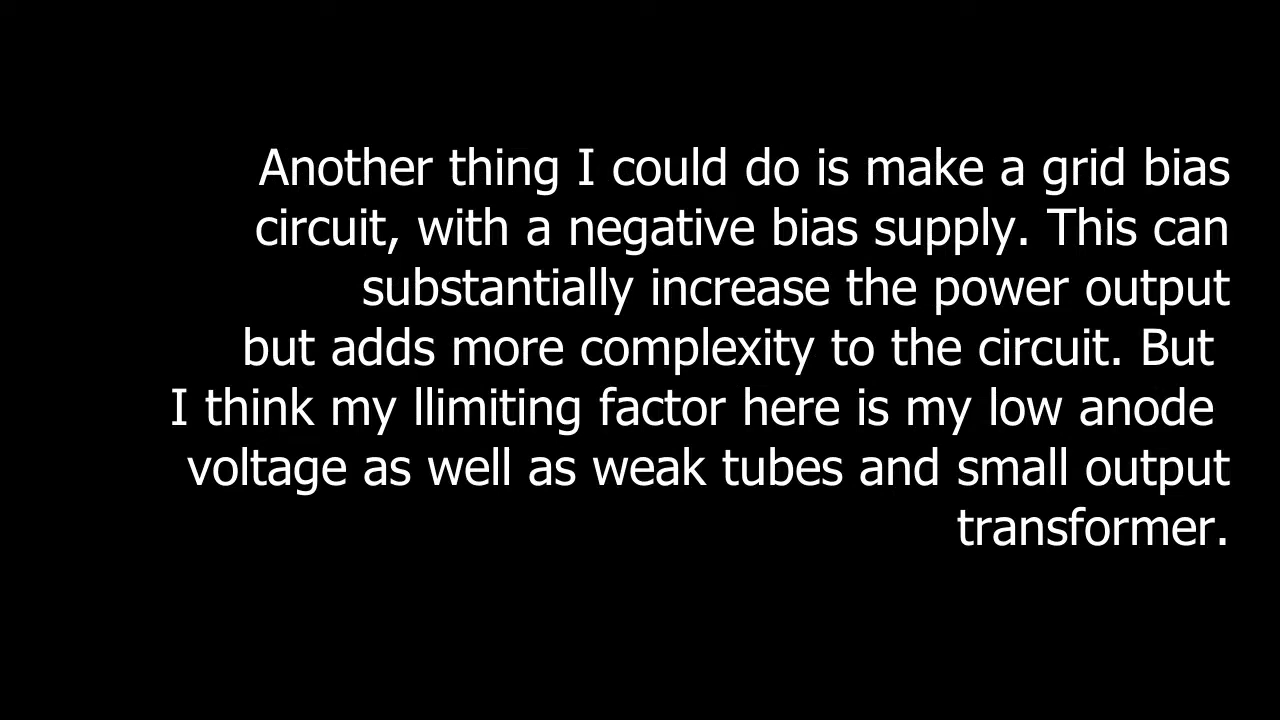 Another thing I could do is make a grid bias
circuit, with a negative bias supply. This can
substantially increase the power output
but adds more complexity to the circuit. But
I think my llimiting factor here is my low anode
voltage as well as weak tubes and small output
transformer.